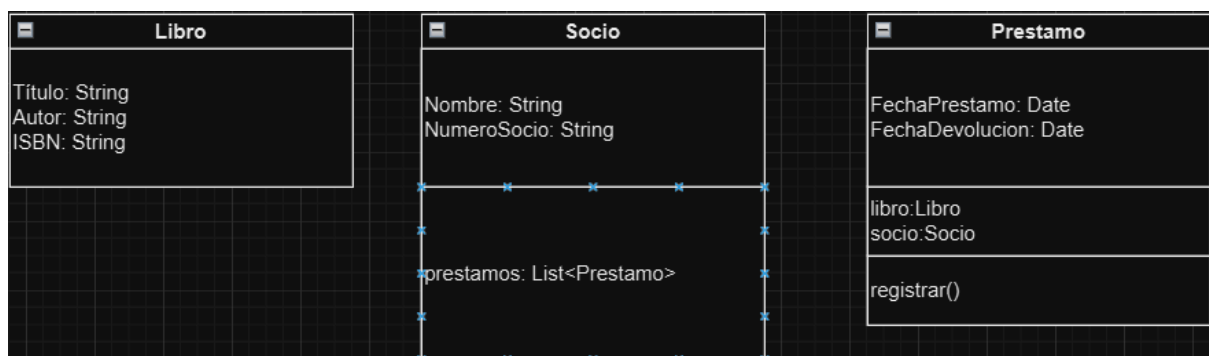 Libro
Título: String
Autor: String
ISBN: String
Socio
Nombre: String
NumeroSocio: String
prestamos: List<Prestamo>
Prestamo
FechaPrestamo: Date
FechaDevolucion: Date
libro:Libro
socio:Socio
registrar()